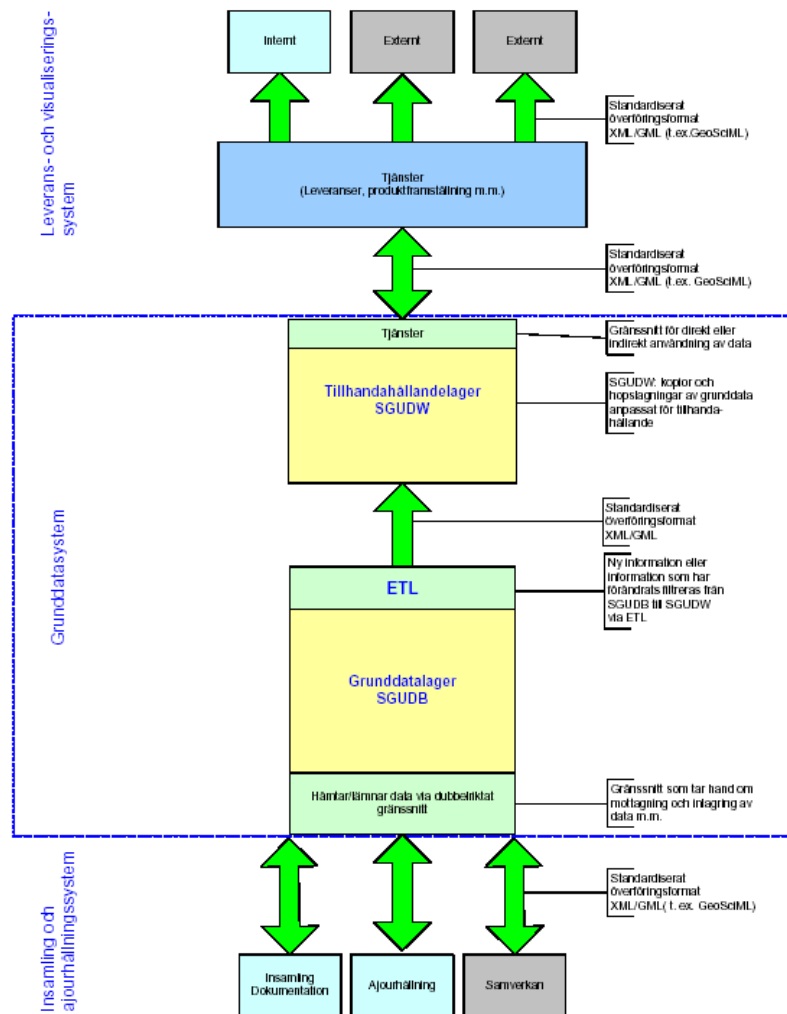 Leverans- och visualiserings-
system
Internt
Externt
Externt
Standardiserat
överföringsformat
XML/GML (t.ex.GeoSciML)
Tjänster
(Leveranser, produktframställning m.m.)
Standardiserat
överföringsformat
XML/GML (t.ex. GeoSciML)
Grunddatasystem
Tjänster
Gränssnitt för direkt eller
indirekt användning av data
Tillhandahållandelager
SGUDW
SGUDW: kopior och
hopslagningar av grunddata
anpassat för tillhanda-
hållande
Standardiserat
överföringsformat
XML/GML
ETL
Ny information eller
information som har
förändrats filtreras från
SGUDB till SGUDW
via ETL
Grunddatalager
SGUDB
Hämtar/lämnar data via dubbelriktat
gränssnitt
Gränssnitt som tar hand om
mottagning och inlagring av
data m.m.
Insamling och
ajourhållningssystem
Standardiserat
överföringsformat
XML/GML( t. ex. GeoSciML)
Insamling
Dokumentation
Ajourhållning
Samverkan